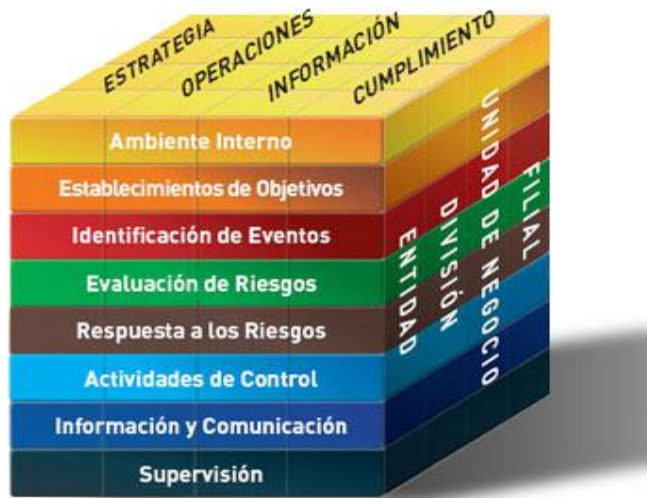 ESTRATEGIA
OPERACIONES
INFORMACIÓN
CUMPLIMIENTO
Ambiente Interno
Establecimientos de Objetivos
Identificación de Eventos
Evaluación de Riesgos
Respuesta a los Riesgos
Actividades de Control
Información y Comunicación
Supervisión
ENTIDAD
DIVISIÓN
UNIDAD DE NEGOCIO
FILIAL